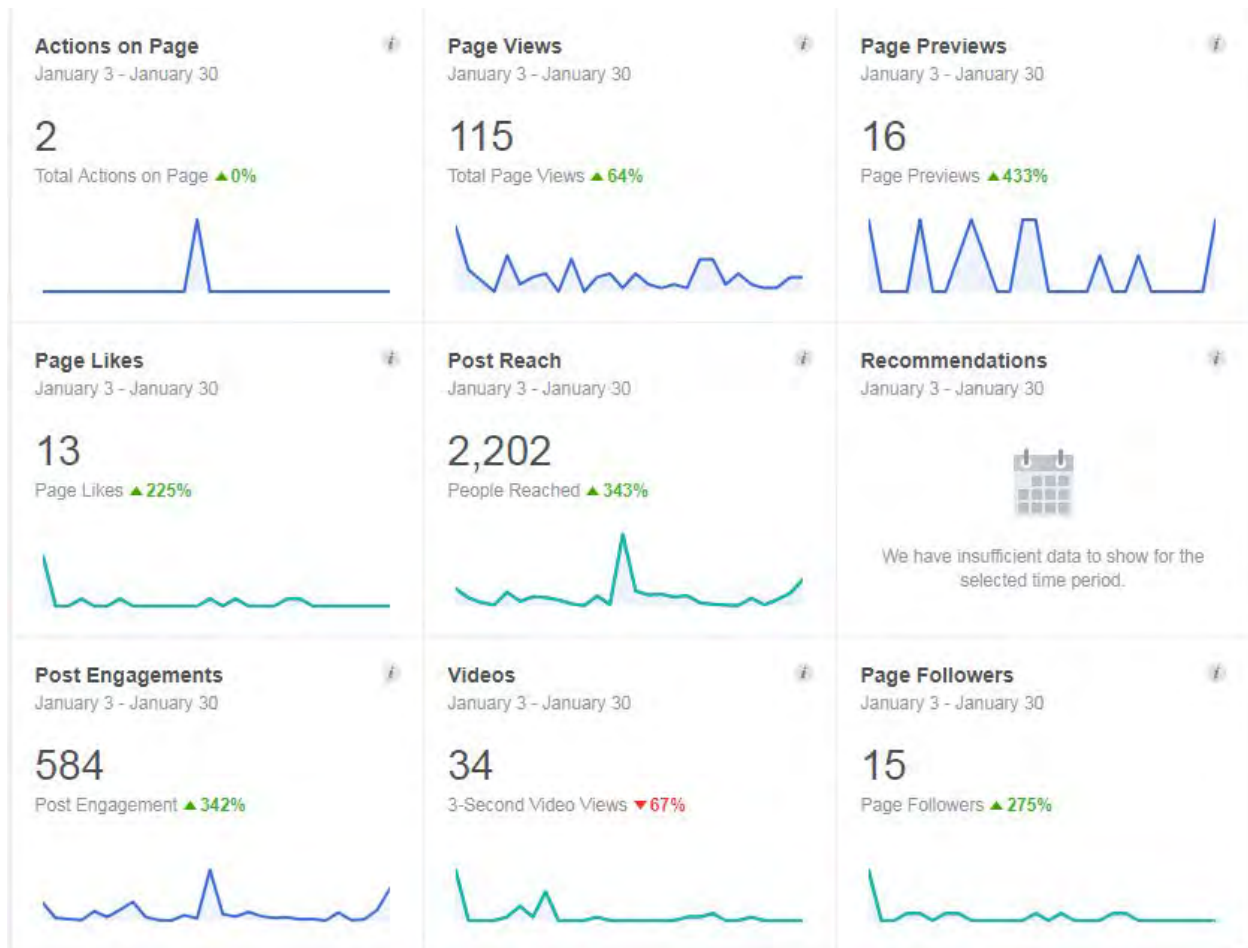 Actions on Page
January 3 - January 30
2
Total Actions on Page ▲0%
Page Views
January 3 - January 30
115
Total Page Views ▲64%
Page Previews
January 3 - January 30
16
Page Previews ▲433%
Page Likes
January 3 - January 30
13
Page Likes ▲225%
Post Reach
January 3 - January 30
2,202
People Reached ▲343%
Recommendations
January 3 - January 30
We have insufficient data to show for the
selected time period.
Post Engagements
January 3 - January 30
584
Post Engagement ▲342%
Videos
January 3 - January 30
34
3-Second Video Views ▼67%
Page Followers
January 3 - January 30
15
Page Followers ▲275%